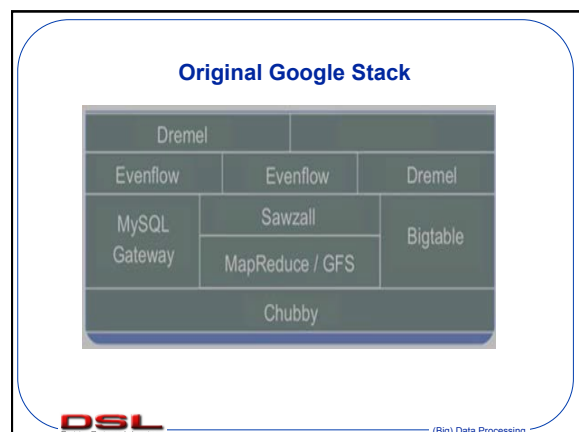 Original Google Stack
Dremel
Evenflow Evenflow Dremel
MySQL Gateway
Sawzall
MapReduce / GFS
Bigtable
Chubby
DSL
(Big) Data Processing